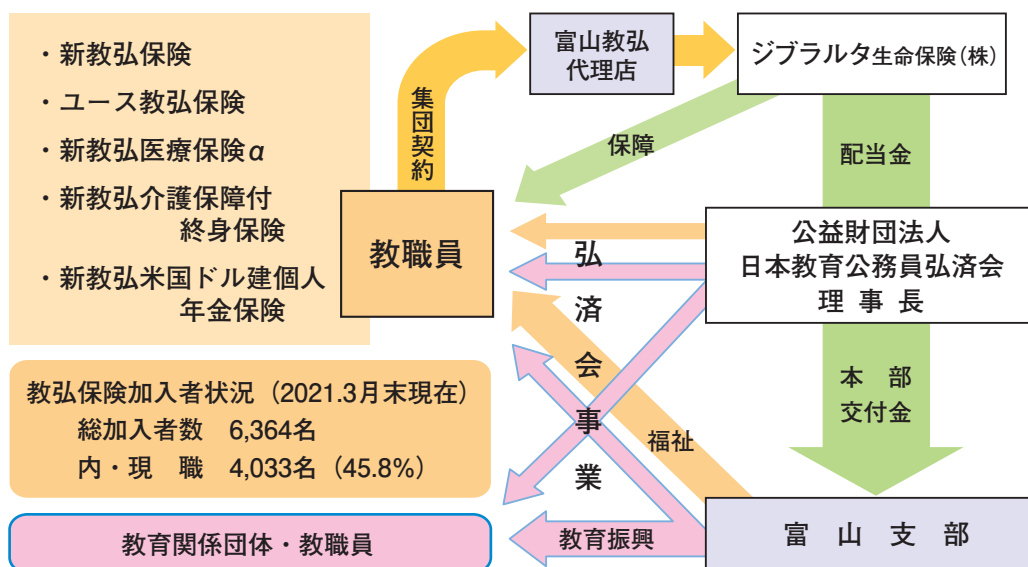 ・新教弘保険
・ユース教弘保険
・新教弘医療保険α
・新教弘介護保障付
終身保険
・新教弘米国ドル建個人
年金保険
集団契約
富山教弘
代理店
ジブラルタ生命保険(株)
保障
配当金
教職員
公益財団法人
日本教育公務員弘済会
理事長
弘済会事業
本部
交付金
福祉
教弘保険加入者状況(2021.3月末現在)
総加入者数 6,364名
内・現 職 4,033名(45.8%)
教育関係団体・教職員
教育振興
富山支部